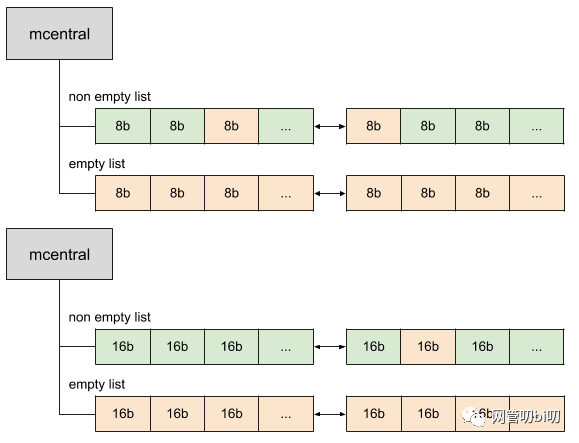 mcentral
non empty list
8b 8b 8b ... 8b 8b 8b ...
empty list
8b 8b 8b ... 8b 8b 8b ...
mcentral
non empty list
16b 16b 16b ... 16b 16b 16b ...
empty list
16b 16b 16b ... 16b 16b 16b ...
网管叨bi叨